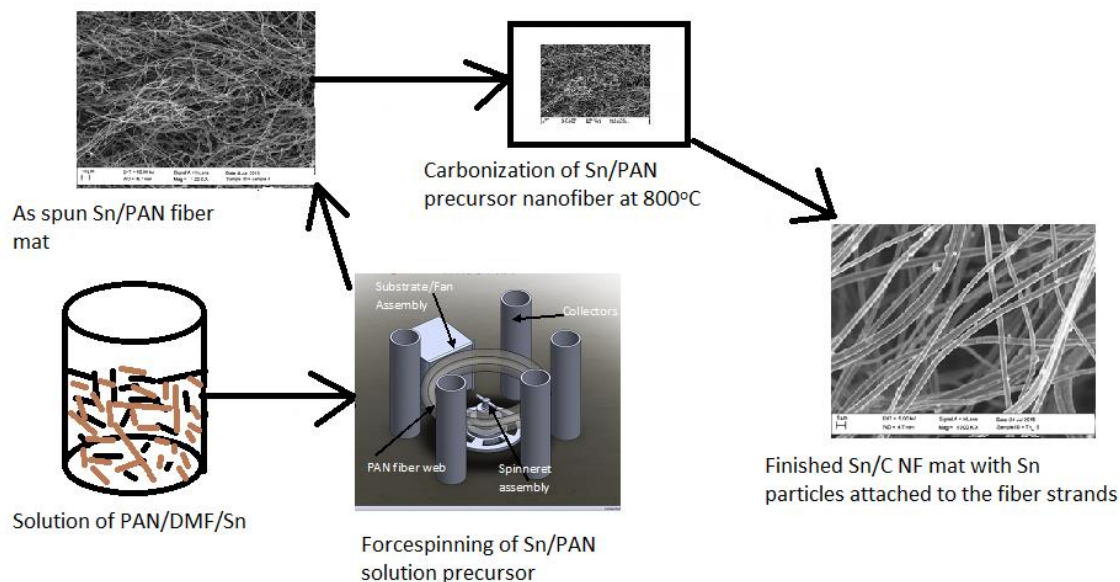 As spun Sn/PAN fiber
mat
Carbonization of Sn/PAN
precursor nanofiber at 800°C
Substrate/Fan
Assembly
Collectors
PAN fiber web
Spinneret
assembly
Solution of PAN/DMF/Sn
Forcespinning of Sn/PAN
solution precursor
Finished Sn/C NF mat with Sn
particles attached to the fiber strands